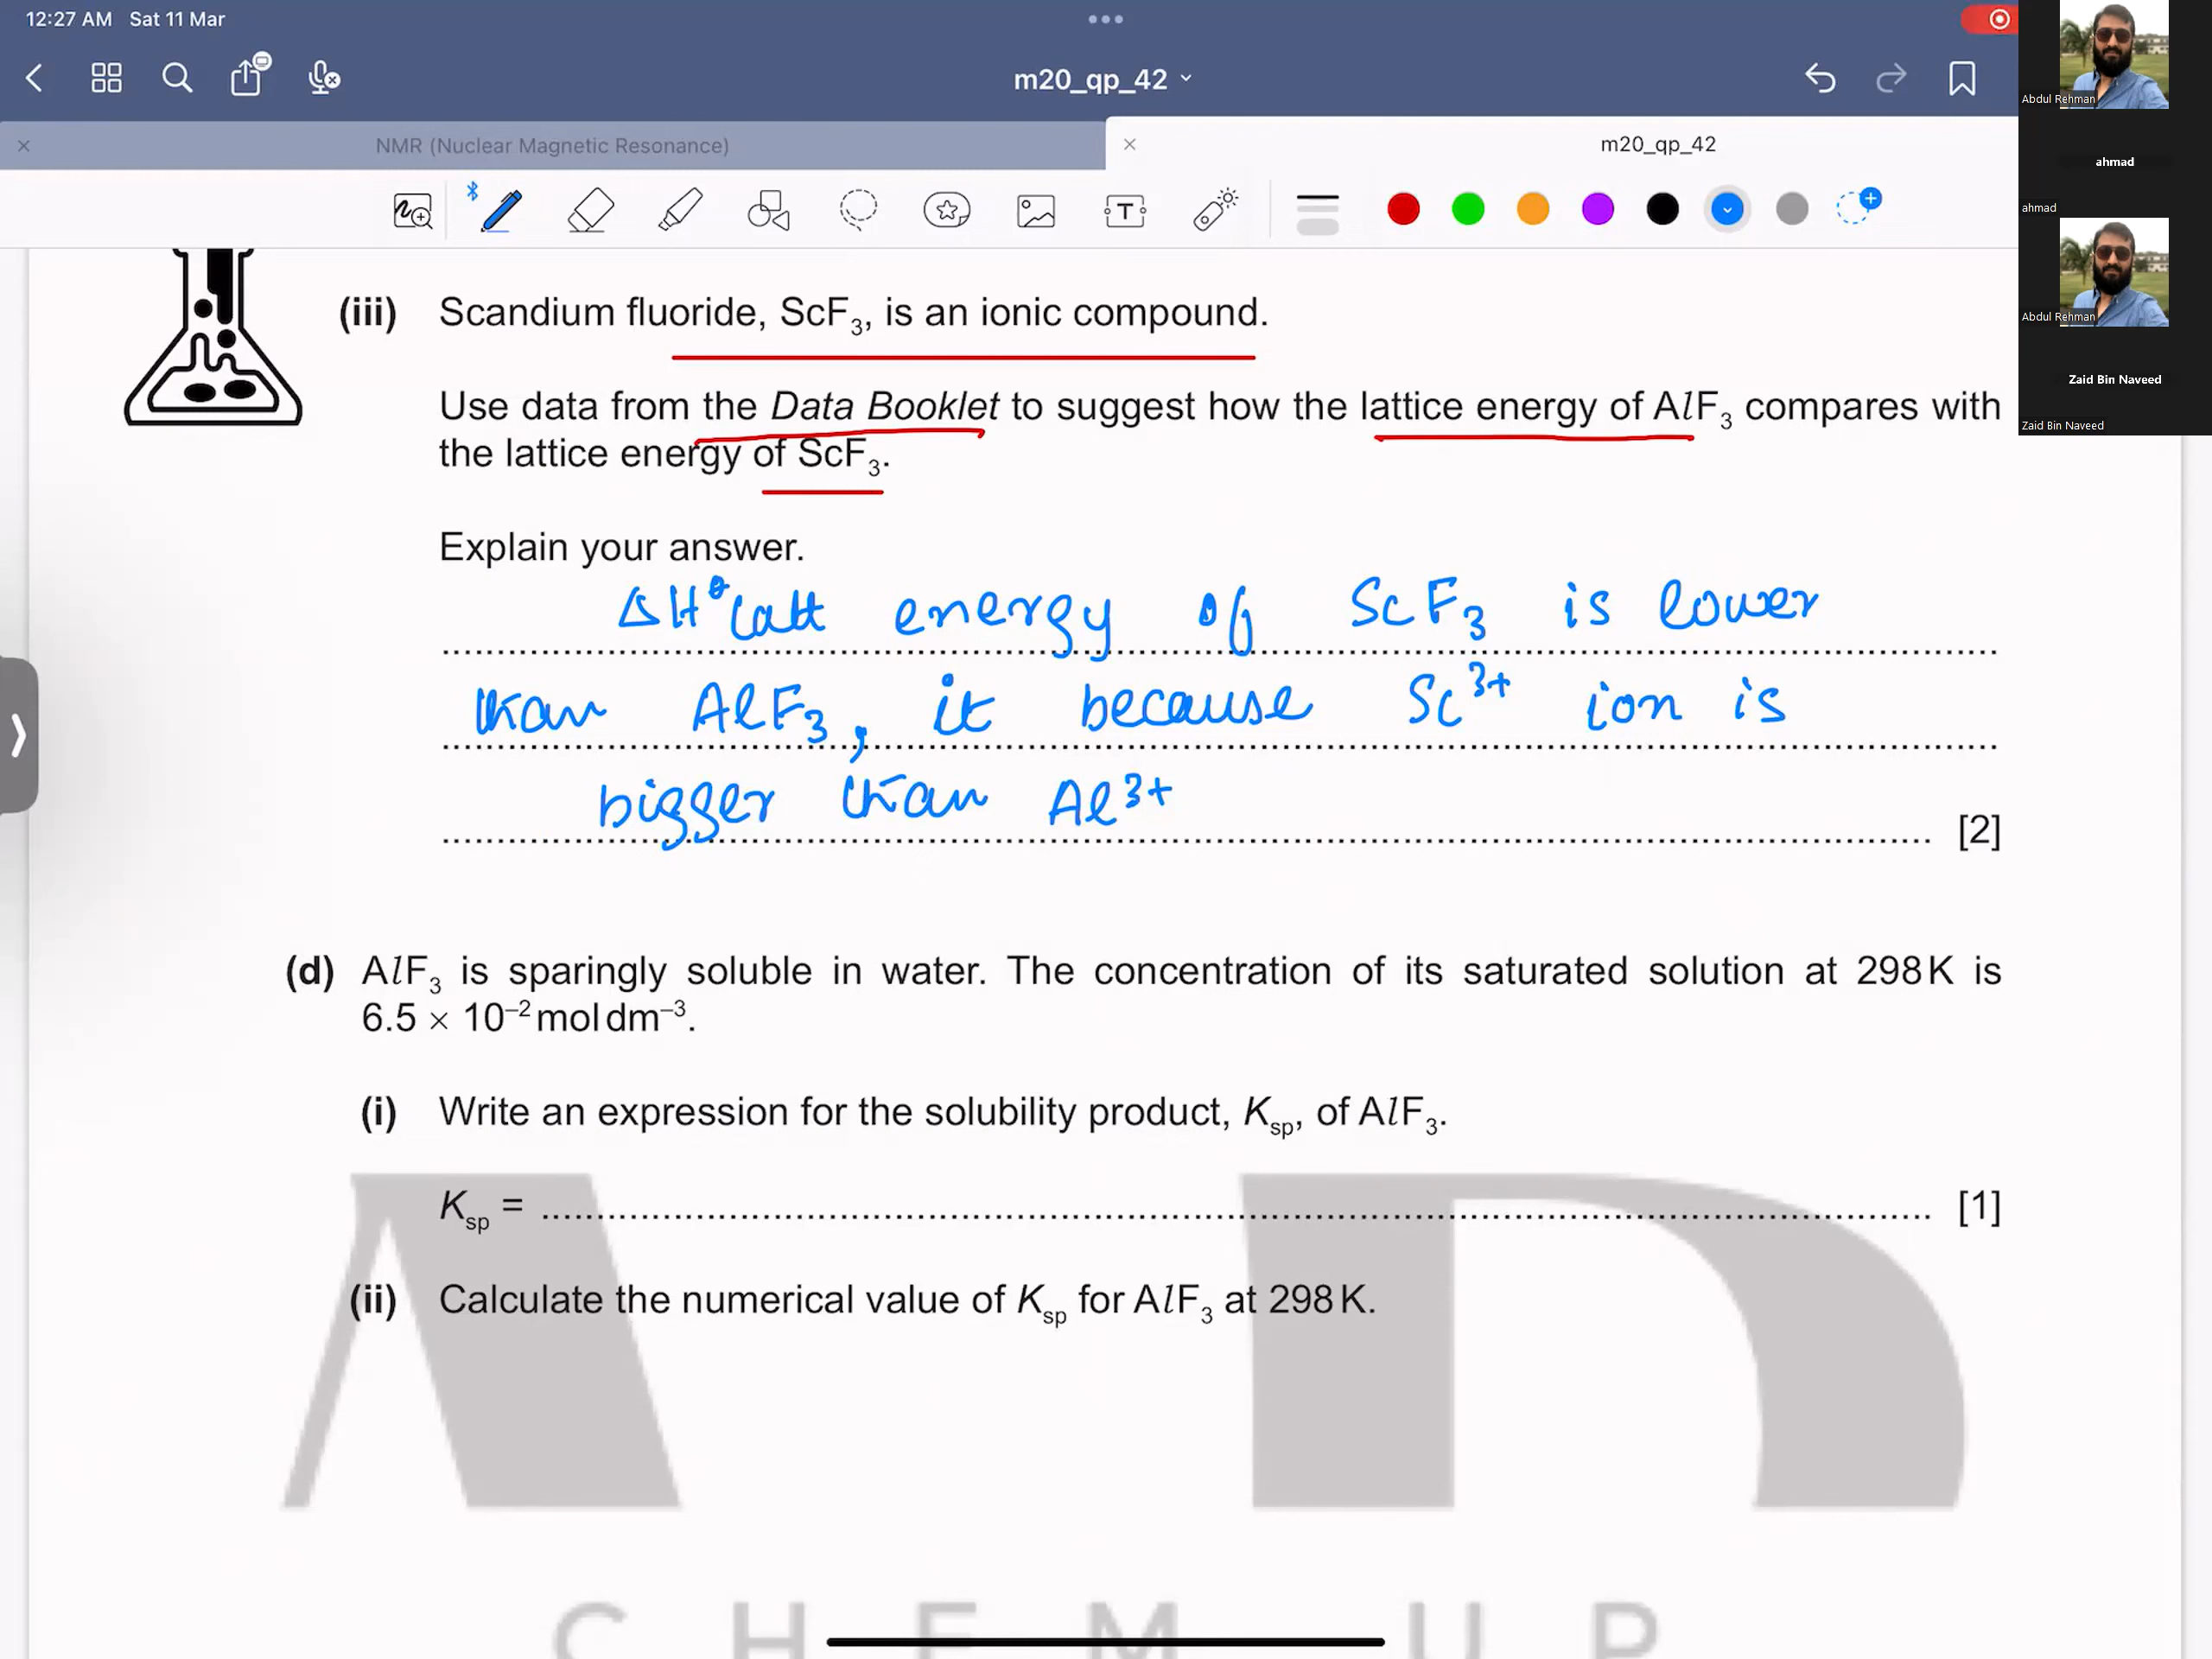 12:27 AM Sat 11 Mar
m20_qp_42
NMR (Nuclear Magnetic Resonance)
m20_qp_42
Abdul Rehman
ahmad
ahmad
Abdul Rehman
Zaid Bin Naveed
Zaid Bin Naveed
(iii) Scandium fluoride, ScF₃, is an ionic compound.
Use data from the Data Booklet to suggest how the lattice energy of AlF₃ compares with
the lattice energy of ScF₃.
Explain your answer.
ΔH°latt energy of ScF₃ is lower
than AlF₃, it because Sc³⁺ ion is
bigger than Al³⁺
[2]
(d) AlF₃ is sparingly soluble in water. The concentration of its saturated solution at 298 K is
6.5 × 10⁻² mol dm⁻³.
(i) Write an expression for the solubility product, Ksp, of AlF₃.
Ksp = [1]
(ii) Calculate the numerical value of Ksp for AlF₃ at 298 K.
CHEM UP